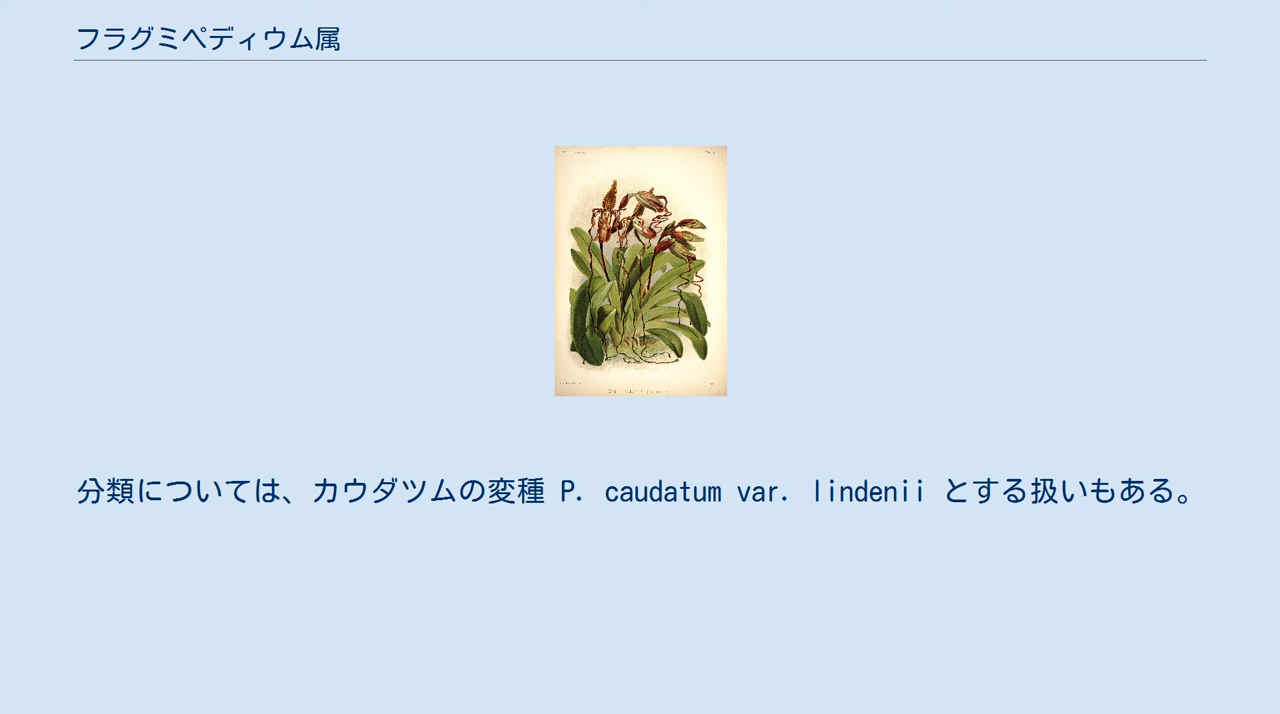 フラグミペディウム属
分類については、カウダツムの変種 P. caudatum var. lindenii とする扱いもある。